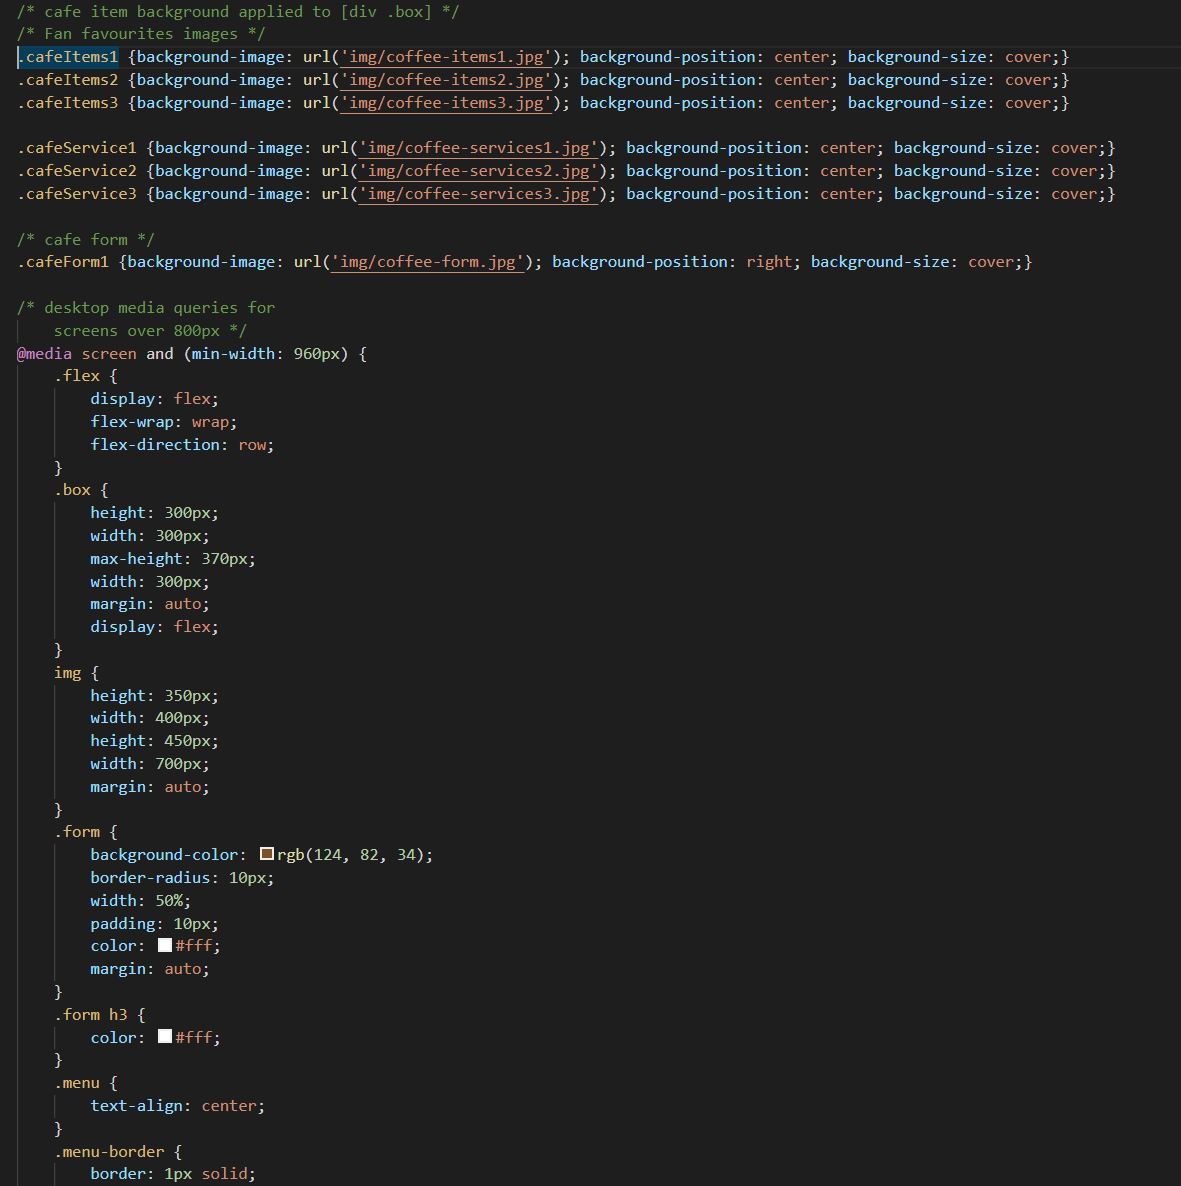 /* cafe item background applied to [div .box] */
/* Fan favourites images */
.cafeItems1 {background-image: url('img/coffee-items1.jpg'); background-position: center; background-size: cover;}
.cafeItems2 {background-image: url('img/coffee-items2.jpg'); background-position: center; background-size: cover;}
.cafeItems3 {background-image: url('img/coffee-items3.jpg'); background-position: center; background-size: cover;}

.cafeService1 {background-image: url('img/coffee-services1.jpg'); background-position: center; background-size: cover;}
.cafeService2 {background-image: url('img/coffee-services2.jpg'); background-position: center; background-size: cover;}
.cafeService3 {background-image: url('img/coffee-services3.jpg'); background-position: center; background-size: cover;}

/* cafe form */
.cafeForm1 {background-image: url('img/coffee-form.jpg'); background-position: right; background-size: cover;}

/* desktop media queries for
    screens over 800px */
@media screen and (min-width: 960px) {
    .flex {
        display: flex;
        flex-wrap: wrap;
        flex-direction: row;
    }
    .box {
        height: 300px;
        width: 300px;
        max-height: 370px;
        width: 300px;
        margin: auto;
        display: flex;
    }
    img {
        height: 350px;
        width: 400px;
        height: 450px;
        width: 700px;
        margin: auto;
    }
    .form {
        background-color: rgb(124, 82, 34);
        border-radius: 10px;
        width: 50%;
        padding: 10px;
        color: #fff;
        margin: auto;
    }
    .form h3 {
        color: #fff;
    }
    .menu {
        text-align: center;
    }
    .menu-border {
        border: 1px solid;